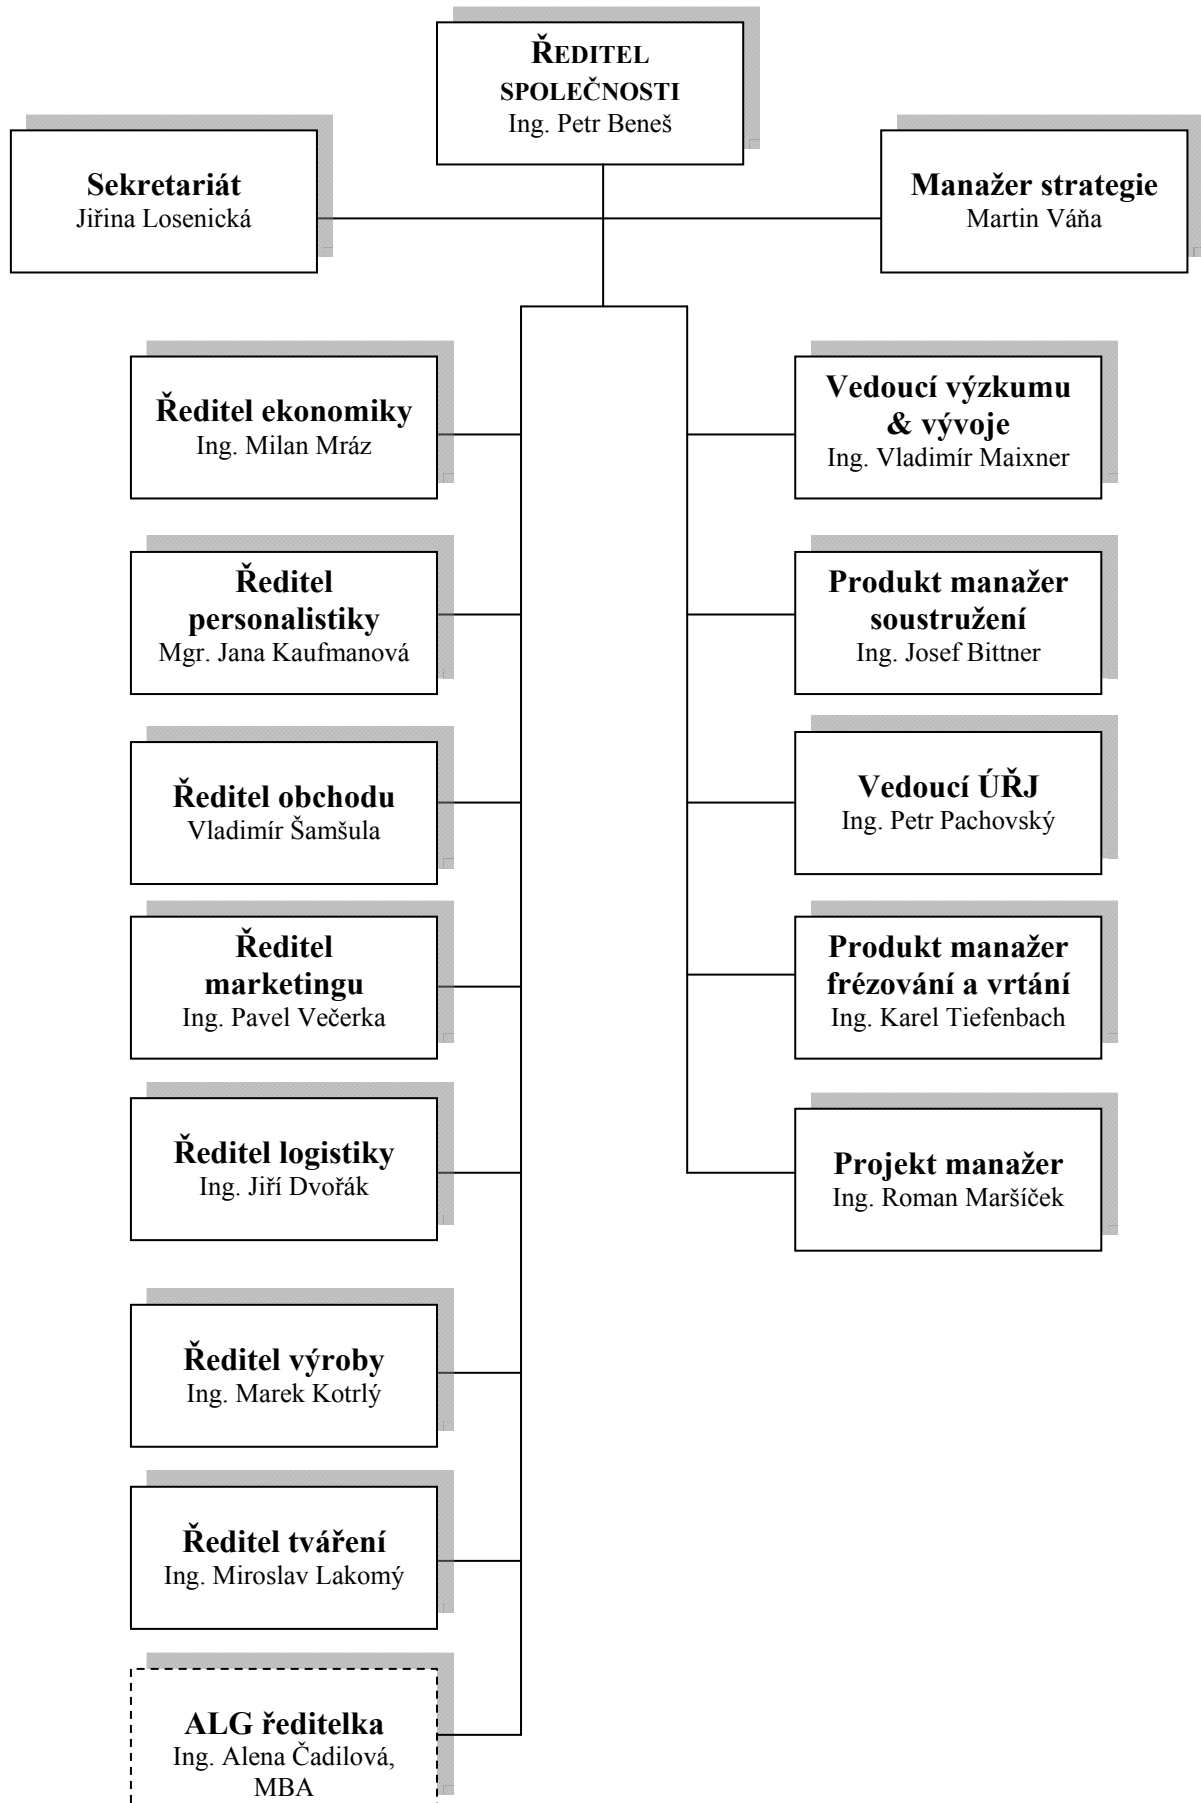 ŘEDITEL
SPOLEČNOSTI
Ing. Petr Beneš
Sekretariát
Jiřina Losenická
Manažer strategie
Martin Váňa
Ředitel ekonomiky
Ing. Milan Mráz
Ředitel
personalistiky
Mgr. Jana Kaufmanová
Ředitel obchodu
Vladimír Šamšula
Ředitel
marketingu
Ing. Pavel Večerka
Ředitel logistiky
Ing. Jiří Dvořák
Ředitel výroby
Ing. Marek Kotrlý
Ředitel tváření
Ing. Miroslav Lakomý
ALG ředitelka
Ing. Alena Čadilová,
MBA
Vedoucí výzkumu
& vývoje
Ing. Vladimír Maixner
Produkt manažer
soustružení
Ing. Josef Bittner
Vedoucí ÚŘJ
Ing. Petr Pachovský
Produkt manažer
frézování a vrtání
Ing. Karel Tiefenbach
Projekt manažer
Ing. Roman Maršíček